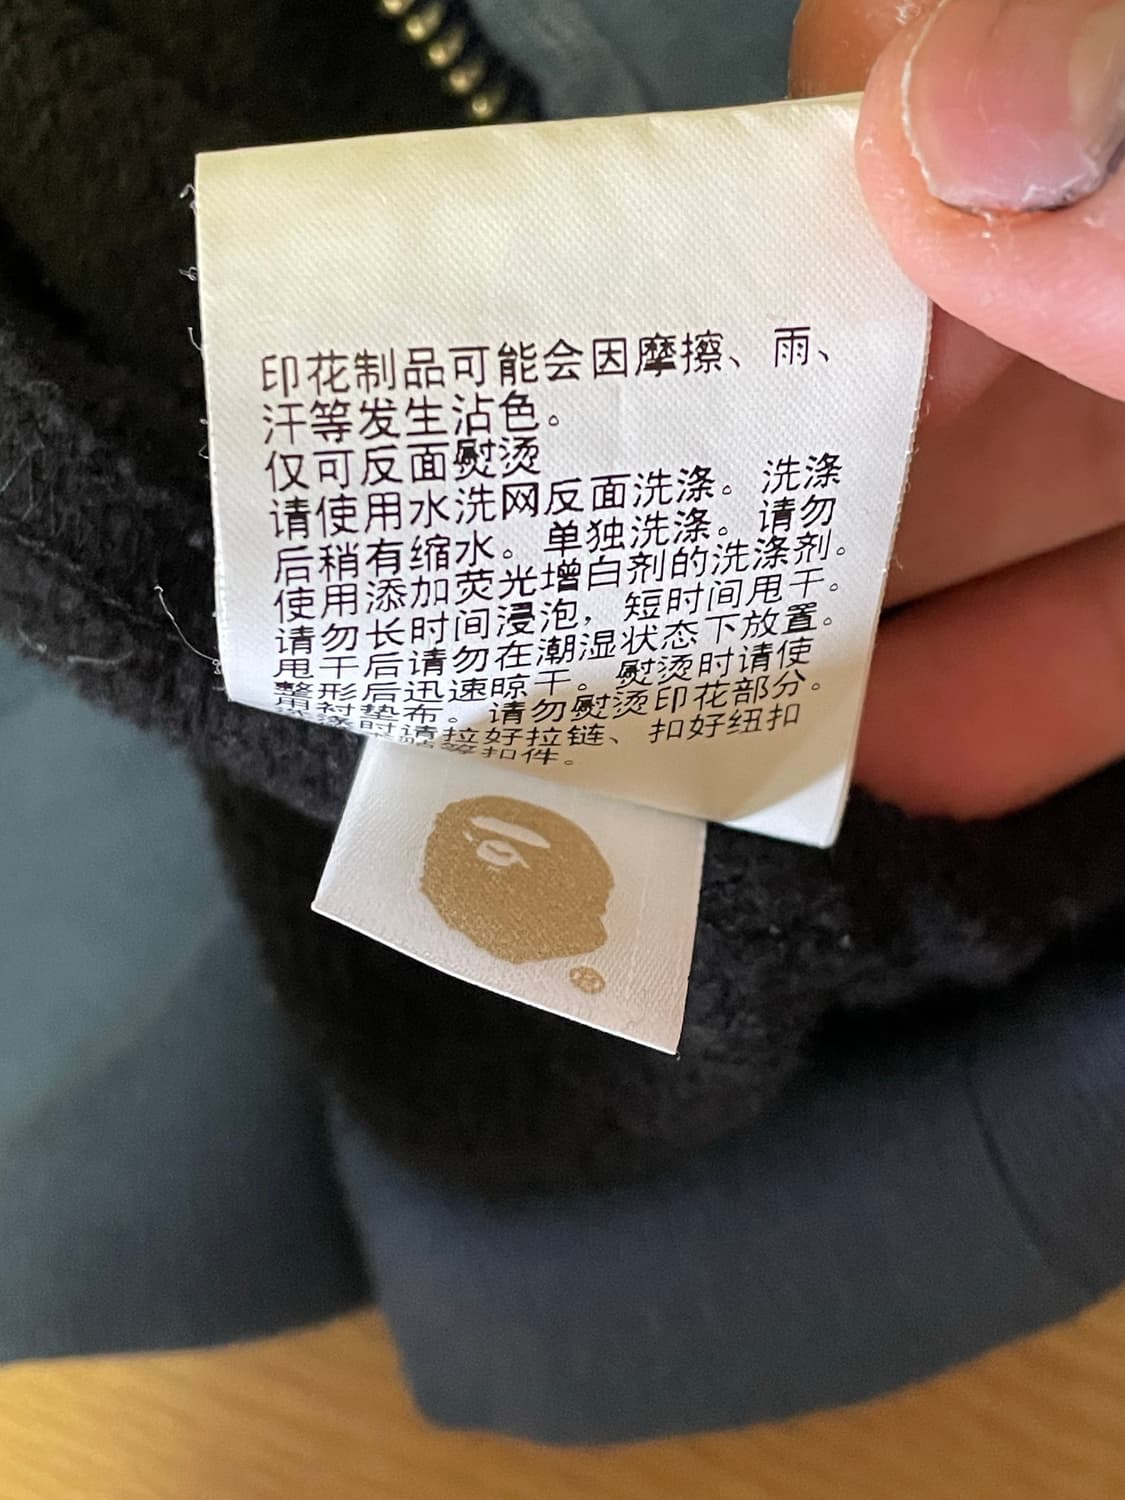 印花制品可能会因摩擦、雨、
汗等发生沾色。
仅可反面熨烫
请使用水洗网反面洗涤。洗涤
后稍有缩水。单独洗涤。请勿
使用添加荧光增白剂的洗涤剂。
请勿长时间浸泡，短时间甩干。
甩干后请勿在潮湿状态下放置。
整形后迅速晾干。熨烫时请使
用衬垫布。请勿熨烫印花部分。
洗涤时请拉好拉链、扣好纽扣
等扣件。
®